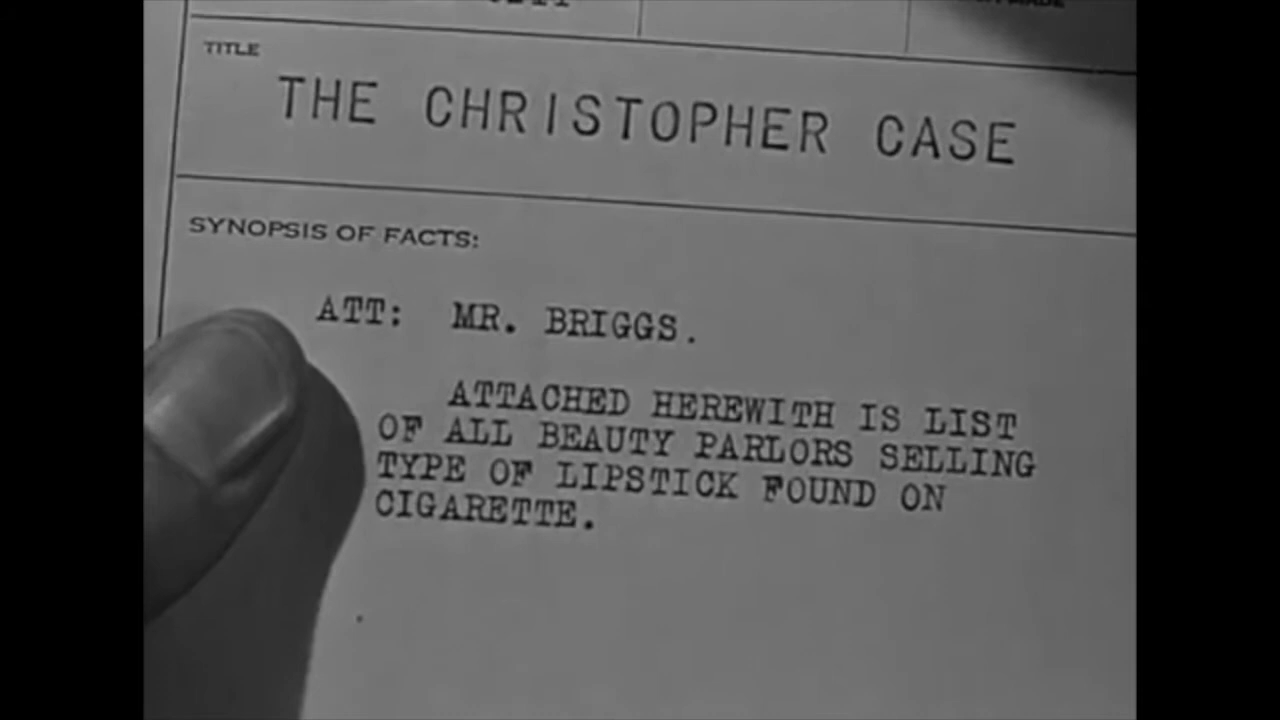 TITLE
THE CHRISTOPHER CASE
SYNOPSIS OF FACTS:
ATT: MR. BRIGGS.
ATTACHED HEREWITH IS LIST
OF ALL BEAUTY PARLORS SELLING
TYPE OF LIPSTICK FOUND ON
CIGARETTE.